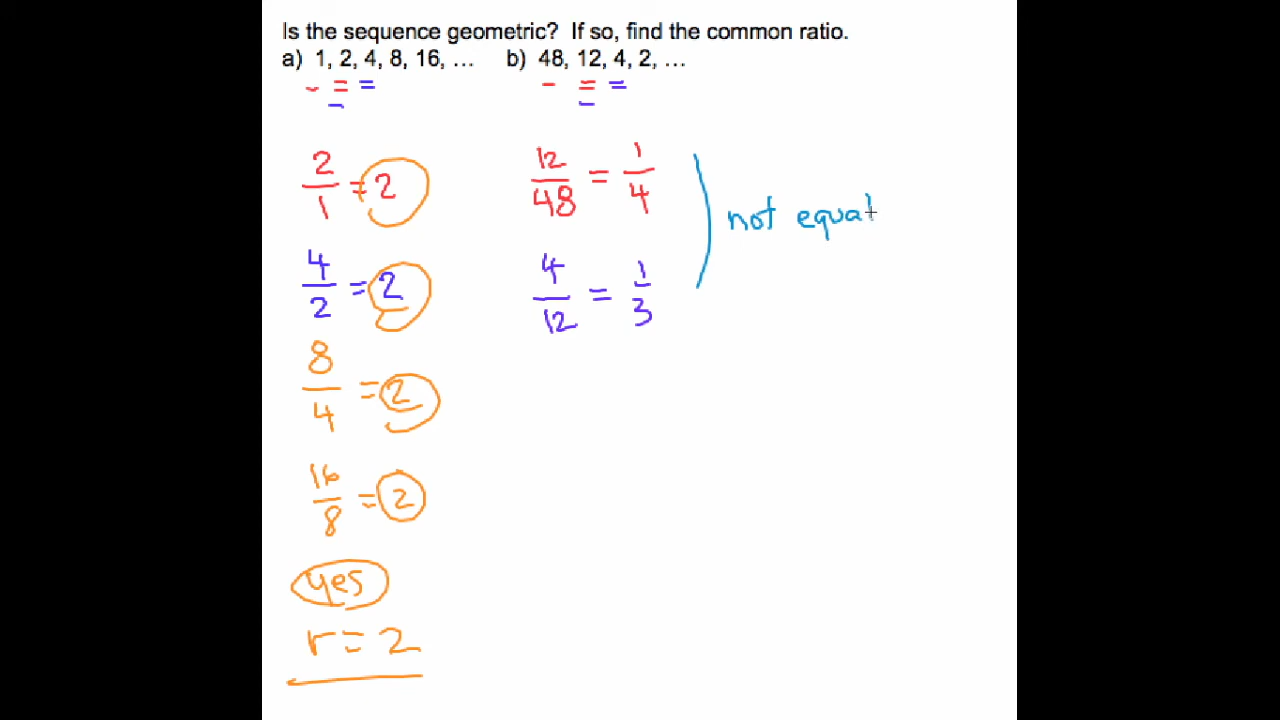 Is the sequence geometric?  If so, find the common ratio.
a)  1, 2, 4, 8, 16, …  b)  48, 12, 4, 2, …
2/1 = 2
4/2 = 2
8/4 = 2
16/8 = 2
yes
r = 2
12/48 = 1/4
4/12 = 1/3
not equal